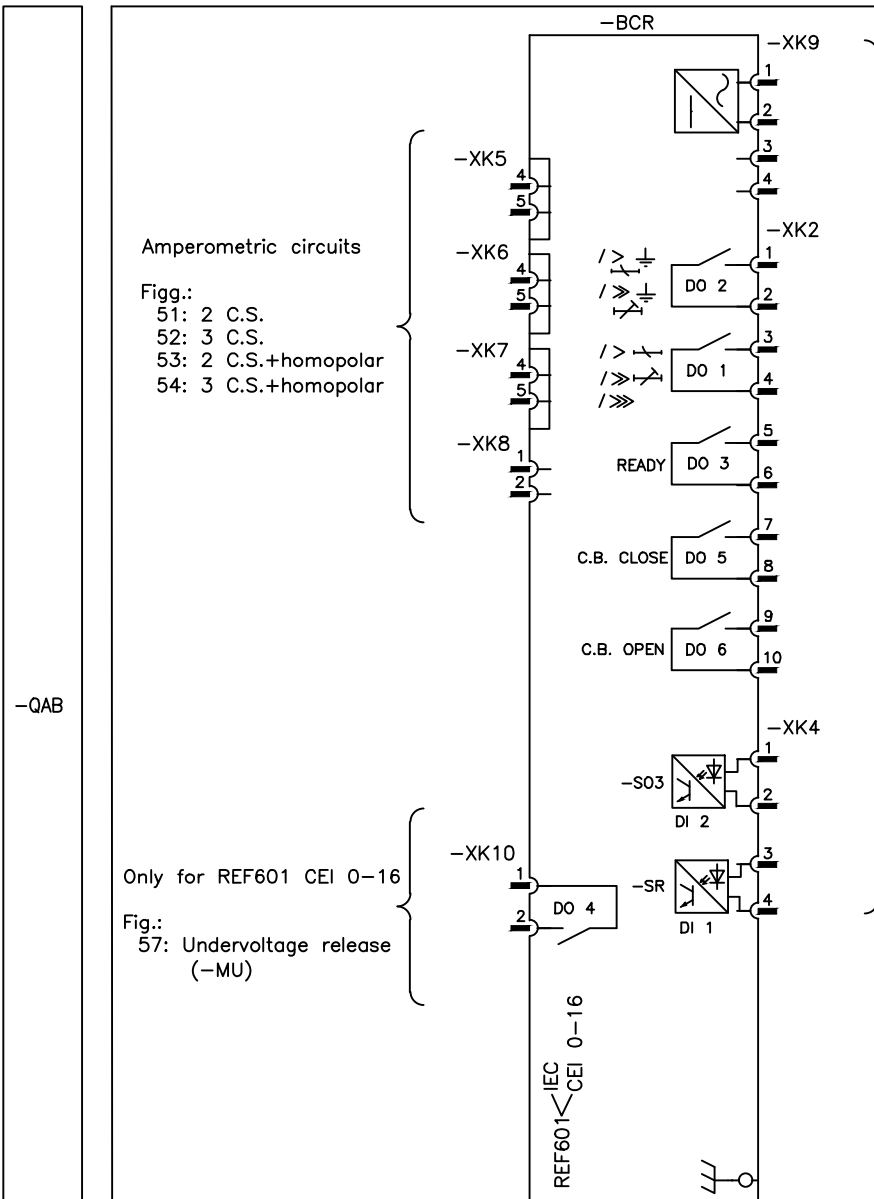 -QAB
-BCR
Amperometric circuits
Figg.:
51: 2 C.S.
52: 3 C.S.
53: 2 C.S.+homopolar
54: 3 C.S.+homopolar
-XK5
4
5
-XK6
4
5
-XK7
4
5
-XK8
1
2
Only for REF601 CEI 0-16
Fig.:
57: Undervoltage release
(-MU)
-XK10
1
2
DO 4
REF601
IEC
CEI 0-16
-XK9
1
2
3
4
-XK2
/>
/≫
DO 2
1
2
/>
/≫
/⋙
DO 1
3
4
READY
DO 3
5
6
C.B. CLOSE
DO 5
7
8
C.B. OPEN
DO 6
9
10
-XK4
-SO3
DI 2
1
2
-SR
DI 1
3
4